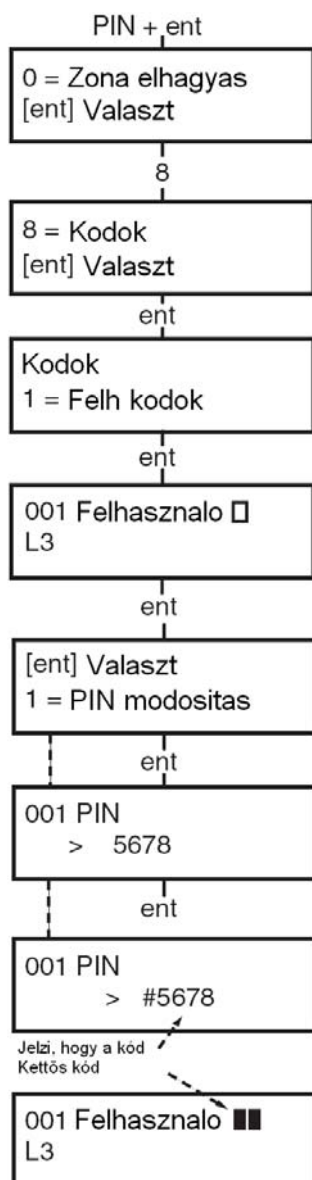 PIN + ent
0 = Zona elhagyas
[ent] Valaszt
8
8 = Kodok
[ent] Valaszt
ent
Kodok
1 = Felh kodok
ent
001 Felhasznalo
L3
ent
[ent] Valaszt
1 = PIN modositas
ent
001 PIN
> 5678
ent
001 PIN
> #5678
Jelzi, hogy a kód
Kettõs kód
001 Felhasznalo
L3